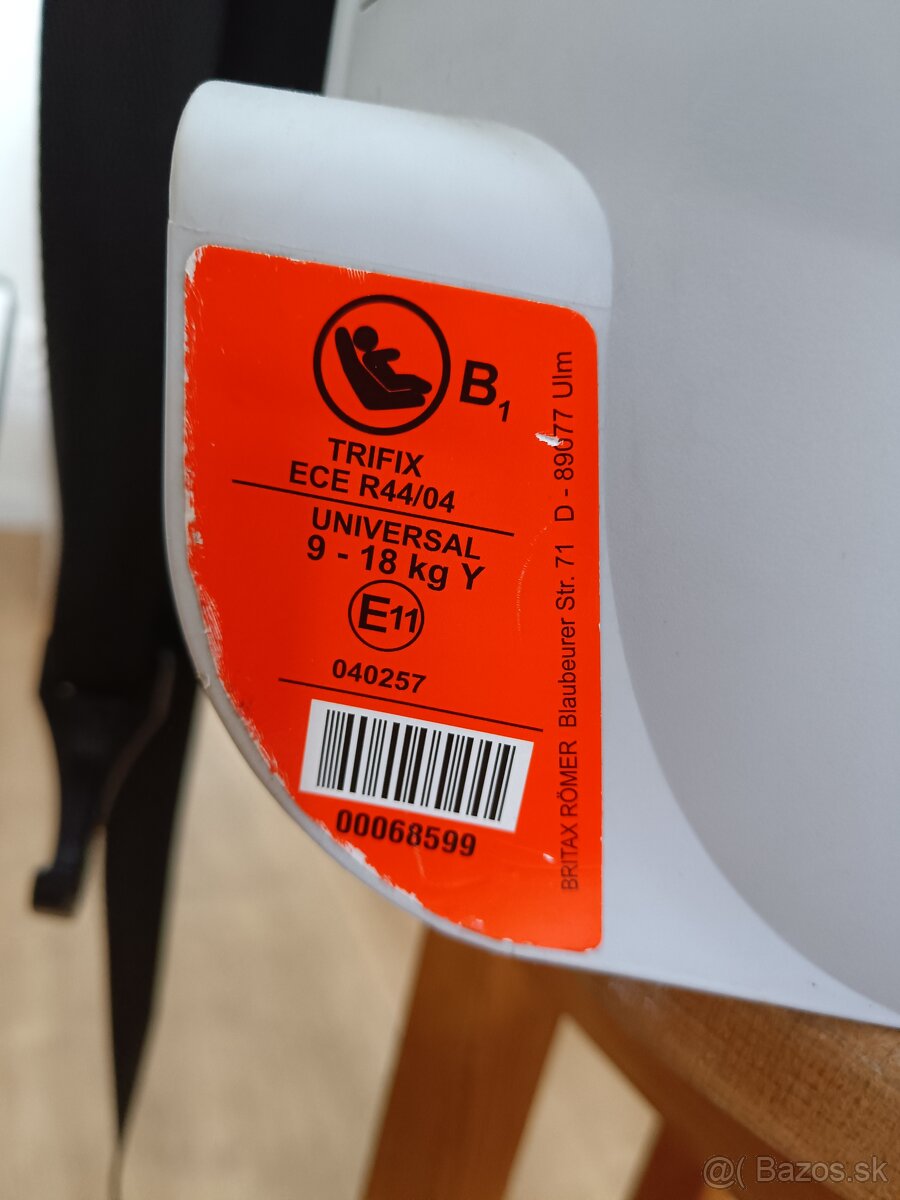 B1
TRIFIX
ECE R44/04
UNIVERSAL
9 - 18 kg Y
E11
040257
00068599
BRITAX RÖMER Blaubeurer Str. 71 D - 89077 Ulm
@( Bazos.sk